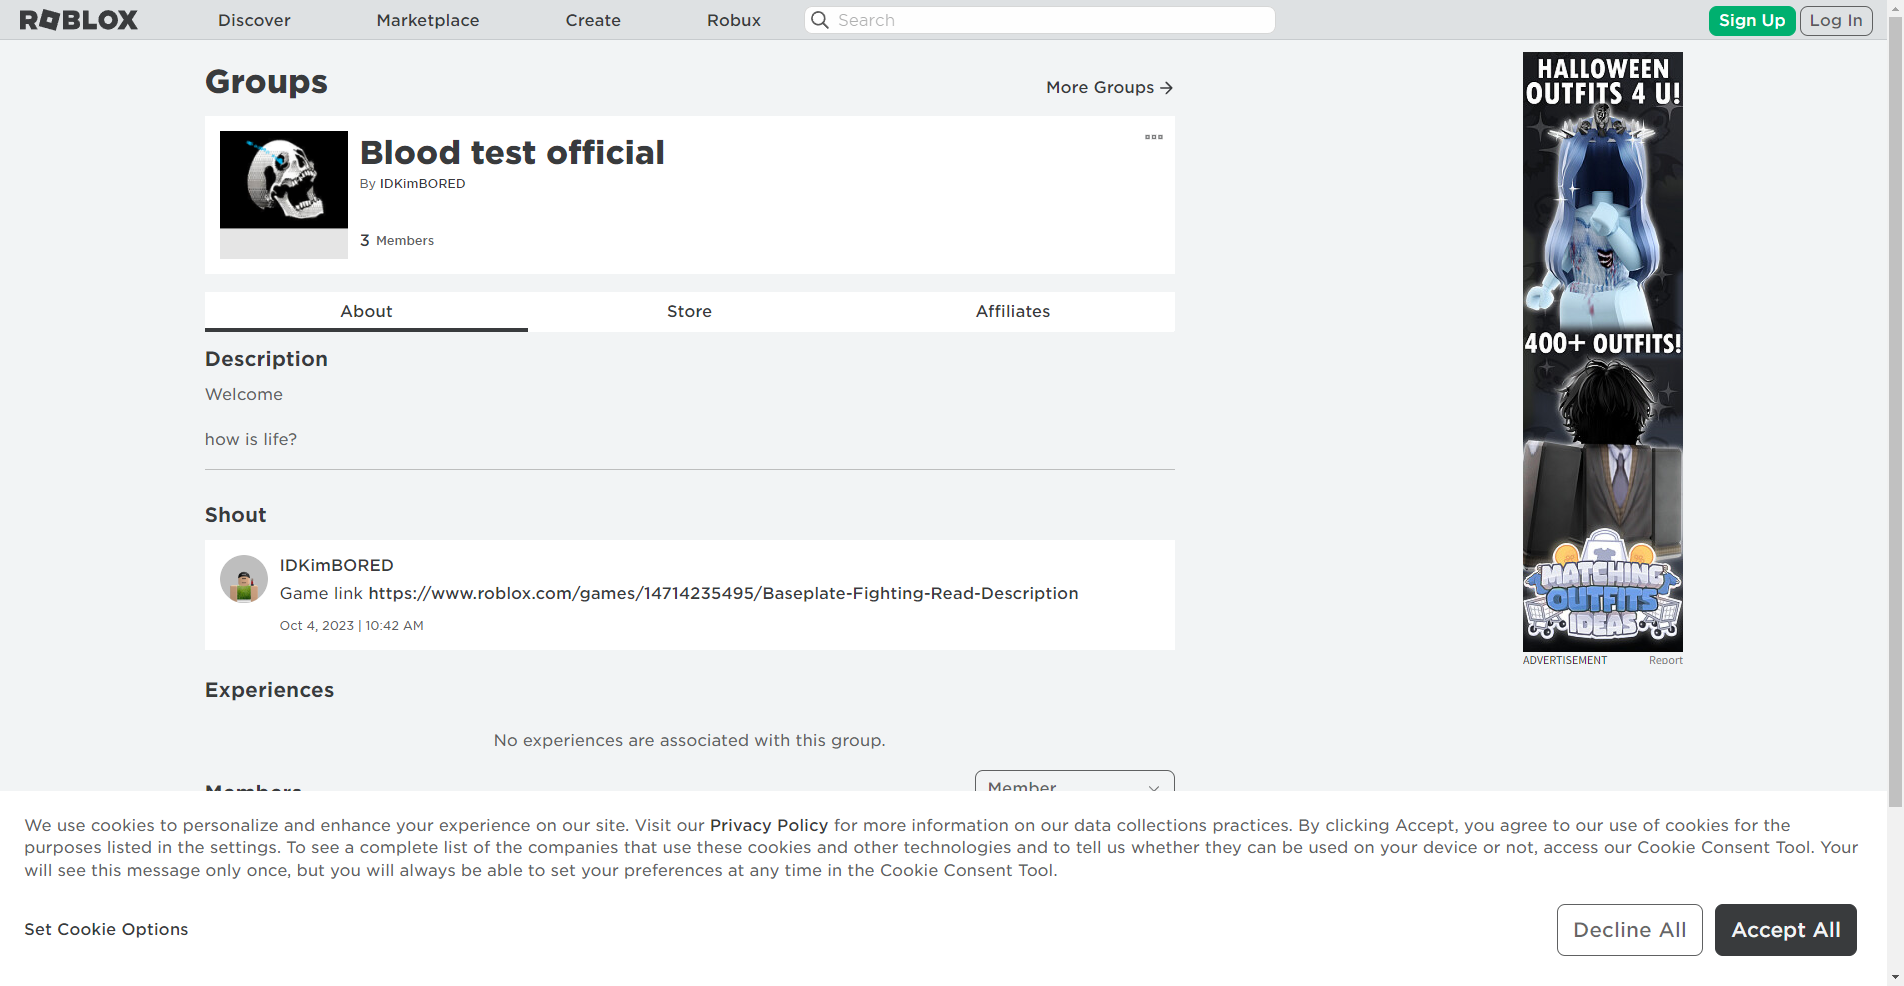 ROBLOX
Discover
Marketplace
Create
Robux
Search
Sign Up
Log In
Groups
More Groups
Blood test official
By IDKimBORED
3 Members
About
Store
Affiliates
Description
Welcome
how is life?
Shout
IDKimBORED
Game link https://www.roblox.com/games/14714235495/Baseplate-Fighting-Read-Description
Oct 4, 2023 | 10:42 AM
Experiences
No experiences are associated with this group.
Members
Member
HALLOWEEN
OUTFITS 4 U!
400+ OUTFITS!
MATCHING
OUTFITS
IDEAS
ADVERTISEMENT
Report
We use cookies to personalize and enhance your experience on our site. Visit our Privacy Policy for more information on our data collections practices. By clicking Accept, you agree to our use of cookies for the
purposes listed in the settings. To see a complete list of the companies that use these cookies and other technologies and to tell us whether they can be used on your device or not, access our Cookie Consent Tool. Your
will see this message only once, but you will always be able to set your preferences at any time in the Cookie Consent Tool.
Set Cookie Options
Decline All
Accept All